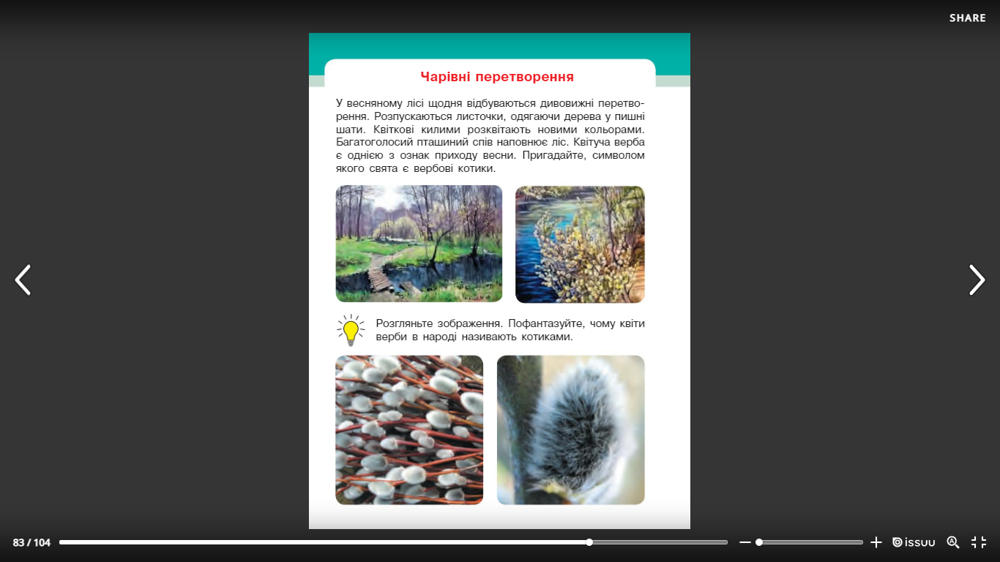 SHARE
Чарівні перетворення
У весняному лісі щодня відбуваються дивовижні перетво-
рення. Розпускаються листочки, одягаючи дерева у пишні
шати. Квіткові килими розквітають новими кольорами.
Багатоголосий пташиний спів наповнює ліс. Квітуча верба
є однією з ознак приходу весни. Пригадайте, символом
якого свята є вербові котики.
Розгляньте зображення. Пофантазуйте, чому квіти
верби в народі називають котиками.
83 / 104
issuu